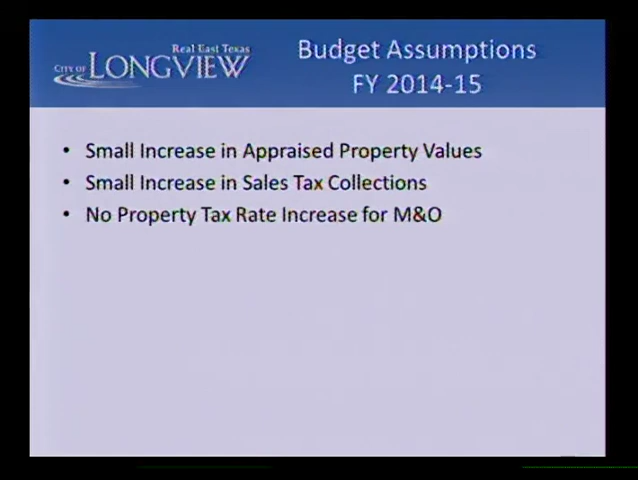 Real East Texas
CITY OF LONGVIEW
Budget Assumptions
FY 2014-15
• Small Increase in Appraised Property Values
• Small Increase in Sales Tax Collections
• No Property Tax Rate Increase for M&O